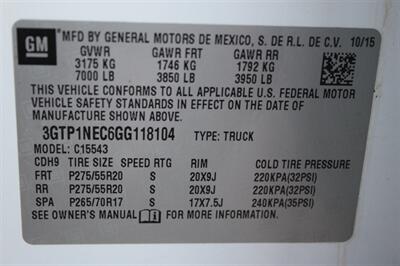 GM MFD BY GENERAL MOTORS DE MEXICO, S. DE R.L. DE C.V. 10/15
GVWR GAWR FRT GAWR RR
3175 KG 1746 KG 1792 KG
7000 LB 3850 LB 3950 LB
THIS VEHICLE CONFORMS TO ALL APPLICABLE U.S. FEDERAL MOTOR
VEHICLE SAFETY STANDARDS IN EFFECT ON THE DATE OF
MANUFACTURE SHOWN ABOVE.
3GTP1NEC6GG118104 TYPE: TRUCK
MODEL: C15543
CDH9 TIRE SIZE SPEED RTG RIM COLD TIRE PRESSURE
FRT P275/55R20 S 20X9J 220KPA(32PSI)
RR P275/55R20 S 20X9J 220KPA(32PSI)
SPA P265/70R17 S 17X7.5J 240KPA(35PSI)
SEE OWNER'S MANUAL FOR MORE INFORMATION.